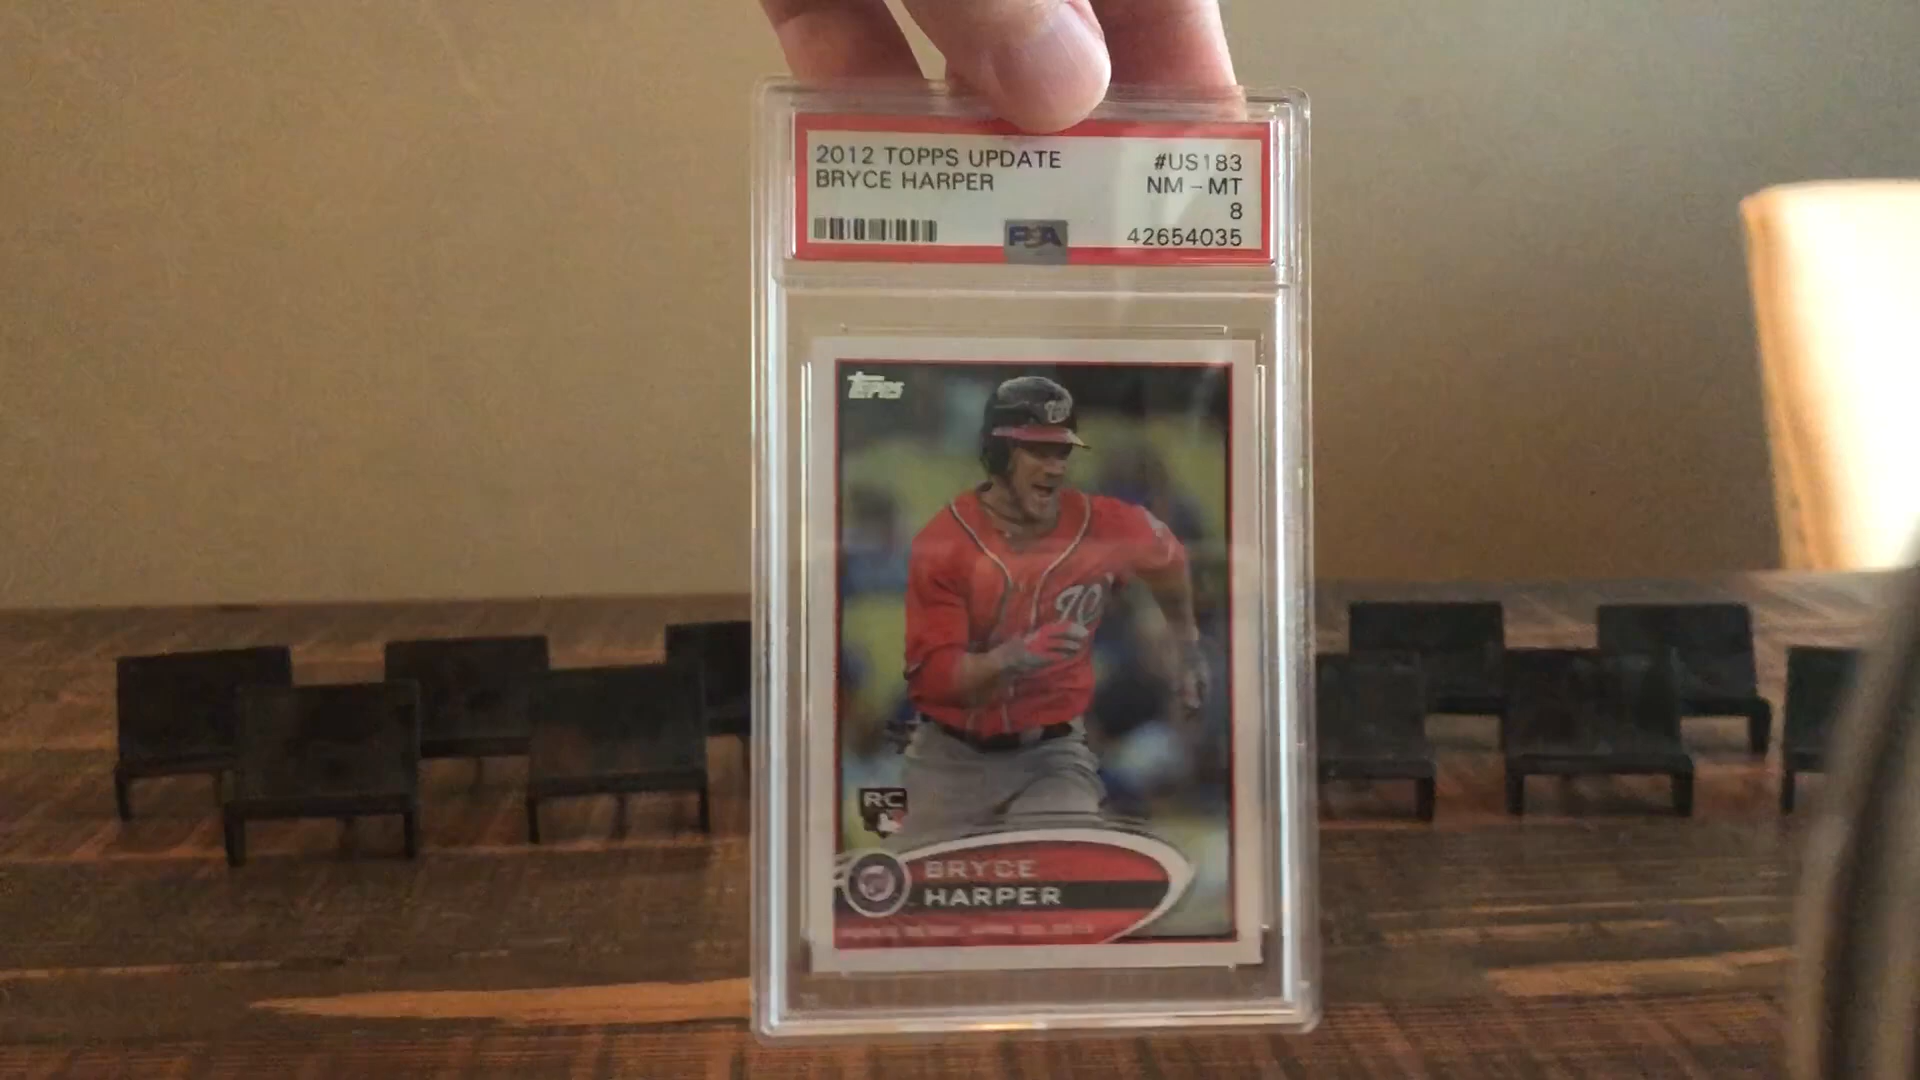 2012 TOPPS UPDATE #US183
BRYCE HARPER NM - MT
8
PSA 42654035
TOPPS
RC
BRYCE
HARPER